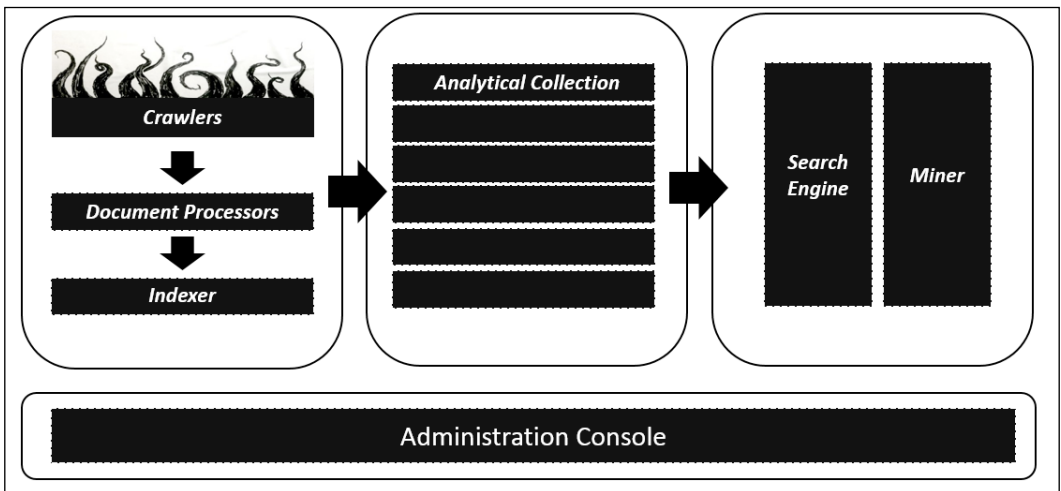 Crawlers
Document Processors
Indexer
Analytical Collection
Search
Engine
Miner
Administration Console